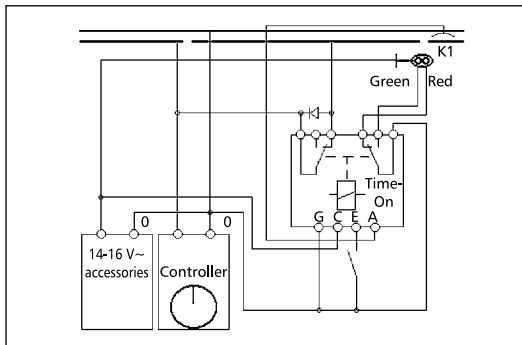 K1
Green Red
Time-
On
G C E A
0 0
14-16 V~
accessories
Controller